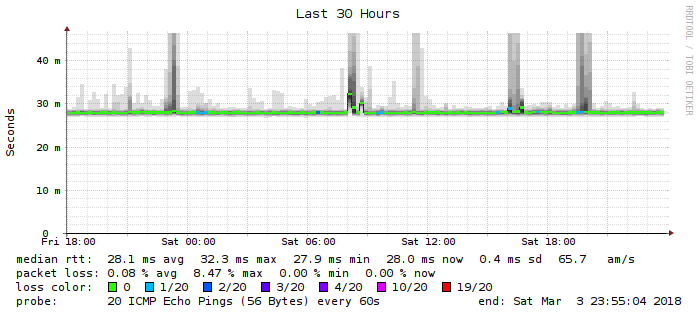 Last 30 Hours
RRDTOOL / TOBI OETIKER
Seconds
40 m
30 m
20 m
10 m
0
Fri 18:00 Sat 00:00 Sat 06:00 Sat 12:00 Sat 18:00
median rtt: 28.1 ms avg 32.3 ms max 27.9 ms min 28.0 ms now 0.4 ms sd 65.7 am/s
packet loss: 0.08 % avg 8.47 % max 0.00 % min 0.00 % now
loss color: 0 1/20 2/20 3/20 4/20 10/20 19/20
probe: 20 ICMP Echo Pings (56 Bytes) every 60s end: Sat Mar 3 23:55:04 2018